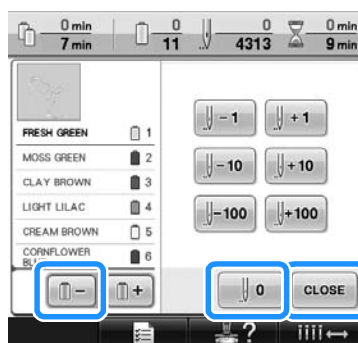 0 min 0 0 0 min
7 min 11 4313 9 min
FRESH GREEN 1
MOSS GREEN 2
CLAY BROWN 3
LIGHT LILAC 4
CREAM BROWN 5
CORNFLOWER 6
BLUE
-1 +1
-10 +10
-100 +100
- + 0 CLOSE
?